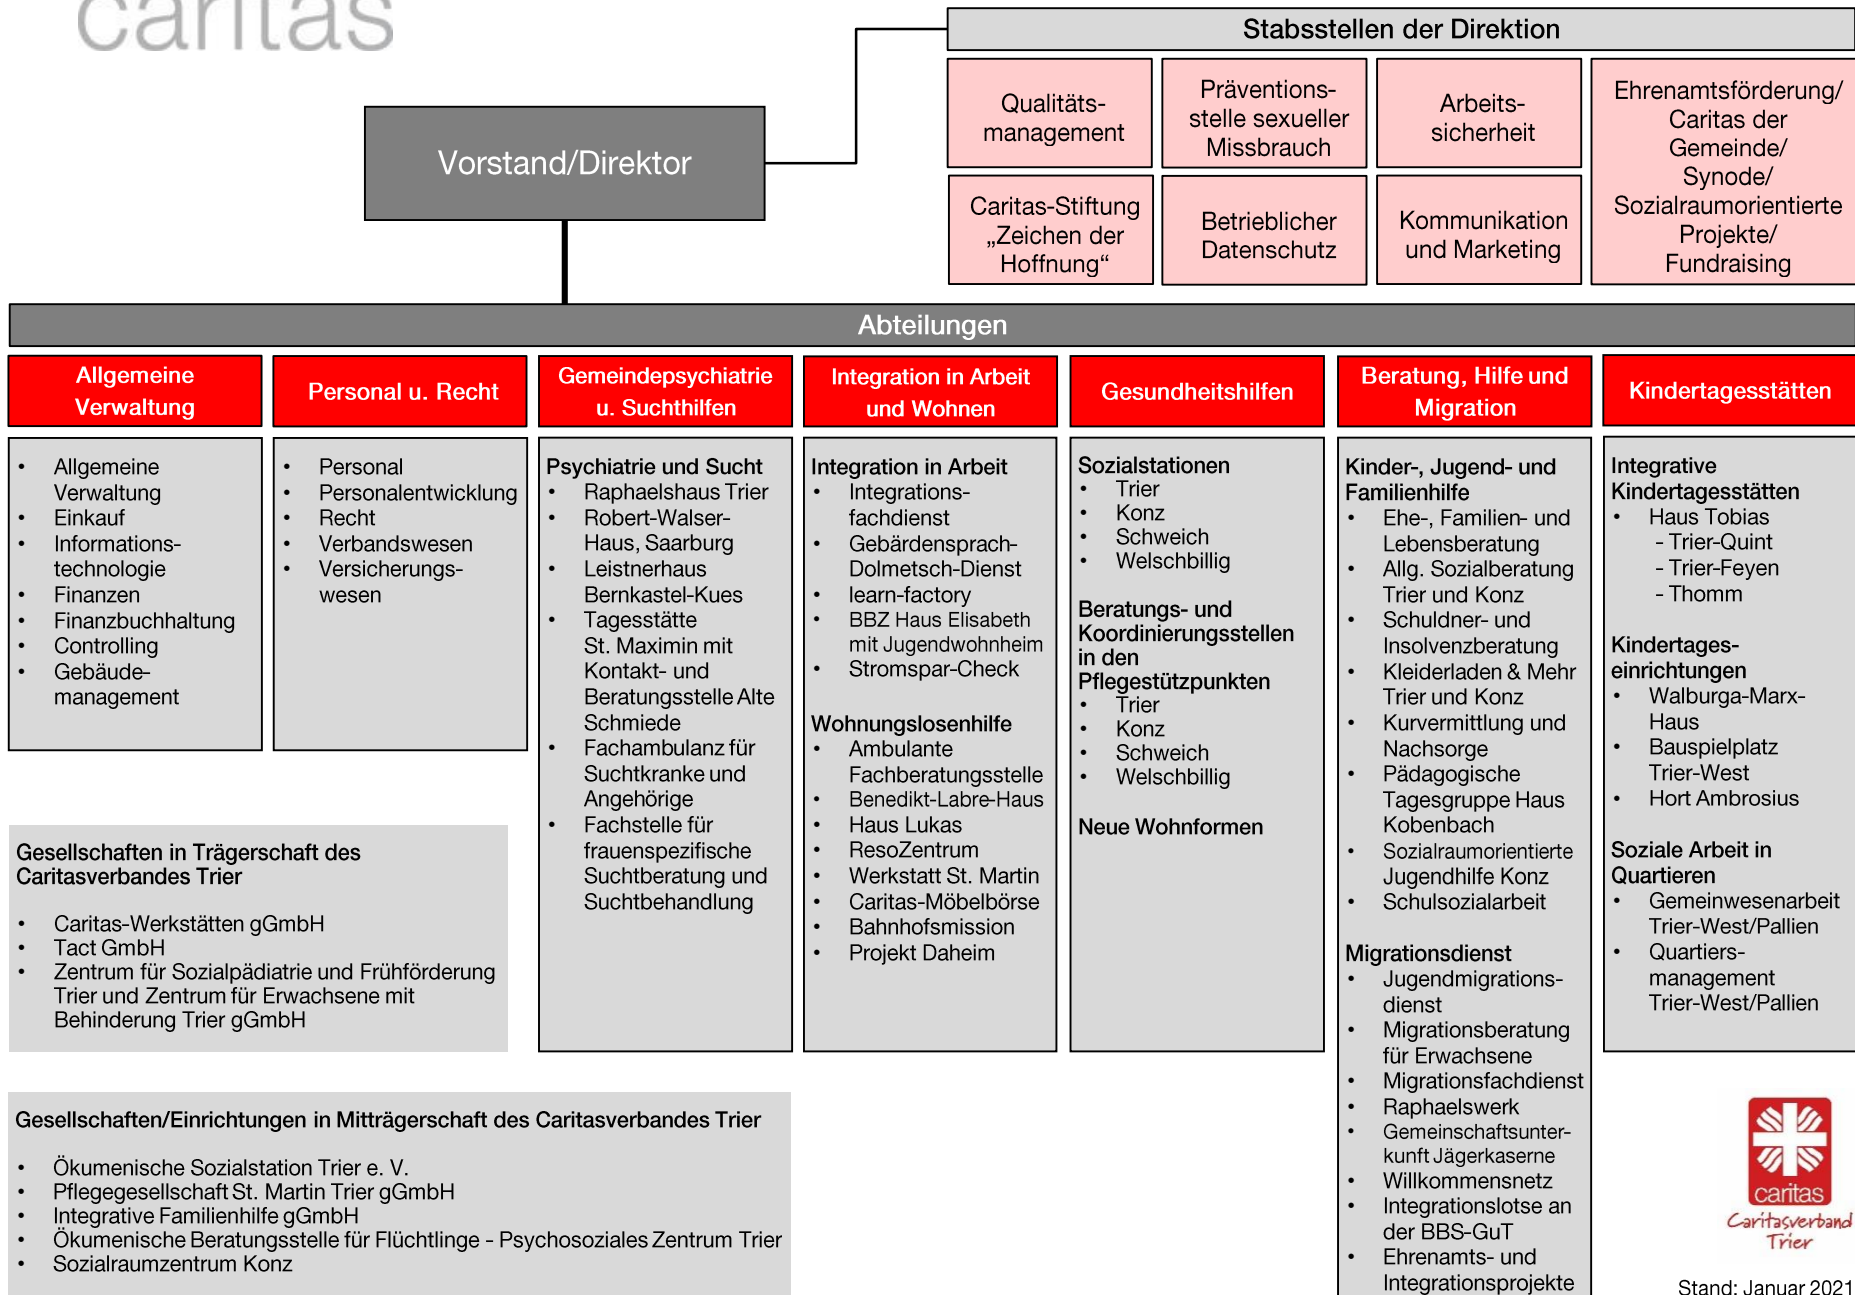 caritas
Stabsstellen der Direktion
Qualitäts-
management
Präventions-
stelle sexueller
Missbrauch
Arbeits-
sicherheit
Ehrenamtsförderung/
Caritas der
Gemeinde/
Synode/
Sozialraumorientierte
Projekte/
Fundraising
Caritas-Stiftung
„Zeichen der
Hoffnung“
Betrieblicher
Datenschutz
Kommunikation
und Marketing
Vorstand/Direktor
Abteilungen
Allgemeine
Verwaltung
• Allgemeine
Verwaltung
• Einkauf
• Informations-
technologie
• Finanzen
• Finanzbuchhaltung
• Controlling
• Gebäude-
management
Personal u. Recht
• Personal
• Personalentwicklung
• Recht
• Verbandswesen
• Versicherungs-
wesen
Gemeindepsychiatrie
u. Suchthilfen
Psychiatrie und Sucht
• Raphaelshaus Trier
• Robert-Walser-
Haus, Saarburg
• Leistnerhaus
Bernkastel-Kues
• Tagesstätte
St. Maximin mit
Kontakt- und
Beratungsstelle Alte
Schmiede
• Fachambulanz für
Suchtkranke und
Angehörige
• Fachstelle für
frauenspezifische
Suchtberatung und
Suchtbehandlung
Integration in Arbeit
und Wohnen
Integration in Arbeit
• Integrations-
fachdienst
• Gebärdensprach-
Dolmetsch-Dienst
• learn-factory
• BBZ Haus Elisabeth
mit Jugendwohnheim
• Stromspar-Check
Wohnungslosenhilfe
• Ambulante
Fachberatungsstelle
• Benedikt-Labre-Haus
• Haus Lukas
• ResoZentrum
• Werkstatt St. Martin
• Caritas-Möbelbörse
• Bahnhofsmission
• Projekt Daheim
Gesundheitshilfen
Sozialstationen
• Trier
• Konz
• Schweich
• Welschbillig
Beratungs- und
Koordinierungsstellen
in den
Pflegestützpunkten
• Trier
• Konz
• Schweich
• Welschbillig
Neue Wohnformen
Beratung, Hilfe und
Migration
Kinder-, Jugend- und
Familienhilfe
• Ehe-, Familien- und
Lebensberatung
• Allg. Sozialberatung
Trier und Konz
• Schuldner- und
Insolvenzberatung
• Kleiderladen & Mehr
Trier und Konz
• Kurvermittlung und
Nachsorge
• Pädagogische
Tagesgruppe Haus
Kobenbach
• Sozialraumorientierte
Jugendhilfe Konz
• Schulsozialarbeit
Migrationsdienst
• Jugendmigrations-
dienst
• Migrationsberatung
für Erwachsene
• Migrationsfachdienst
• Raphaelswerk
• Gemeinschaftsunter-
kunft Jägerkaserne
• Willkommensnetz
• Integrationslotse an
der BBS-GuT
• Ehrenamts- und
Integrationsprojekte
Kindertagesstätten
Integrative
Kindertagesstätten
• Haus Tobias
- Trier-Quint
- Trier-Feyen
- Thomm
Kindertages-
einrichtungen
• Walburga-Marx-
Haus
• Bauspielplatz
Trier-West
• Hort Ambrosius
Soziale Arbeit in
Quartieren
• Gemeinwesenarbeit
Trier-West/Pallien
• Quartiers-
management
Trier-West/Pallien
Gesellschaften in Trägerschaft des
Caritasverbandes Trier
• Caritas-Werkstätten gGmbH
• Tact GmbH
• Zentrum für Sozialpädiatrie und Frühförderung
Trier und Zentrum für Erwachsene mit
Behinderung Trier gGmbH
Gesellschaften/Einrichtungen in Mitträgerschaft des Caritasverbandes Trier
• Ökumenische Sozialstation Trier e. V.
• Pflegegesellschaft St. Martin Trier gGmbH
• Integrative Familienhilfe gGmbH
• Ökumenische Beratungsstelle für Flüchtlinge - Psychosoziales Zentrum Trier
• Sozialraumzentrum Konz
caritas
Caritasverband
Trier
Stand: Januar 2021